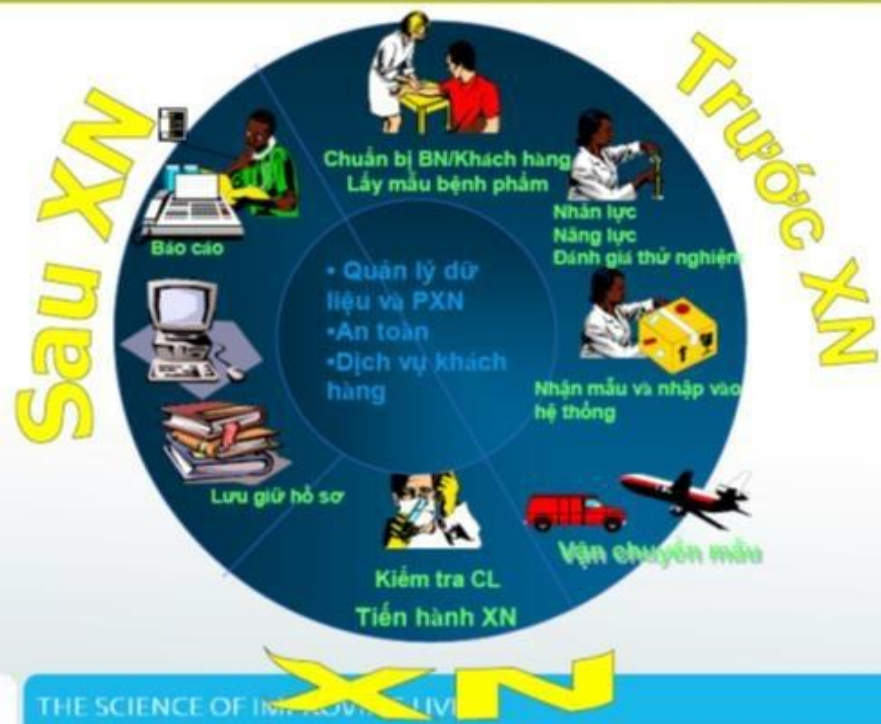 Trước XN
Chuẩn bị BN/Khách hàng
Lấy mẫu bệnh phẩm
Nhân lực
Năng lực
Đánh giá thử nghiệm
Nhận mẫu và nhập vào
hệ thống
Vận chuyển mẫu
XN
Kiểm tra CL
Tiến hành XN
Sau XN
Báo cáo
Lưu giữ hồ sơ
• Quản lý dữ
liệu và PXN
•An toàn
•Dịch vụ khách
hàng
THE SCIENCE OF